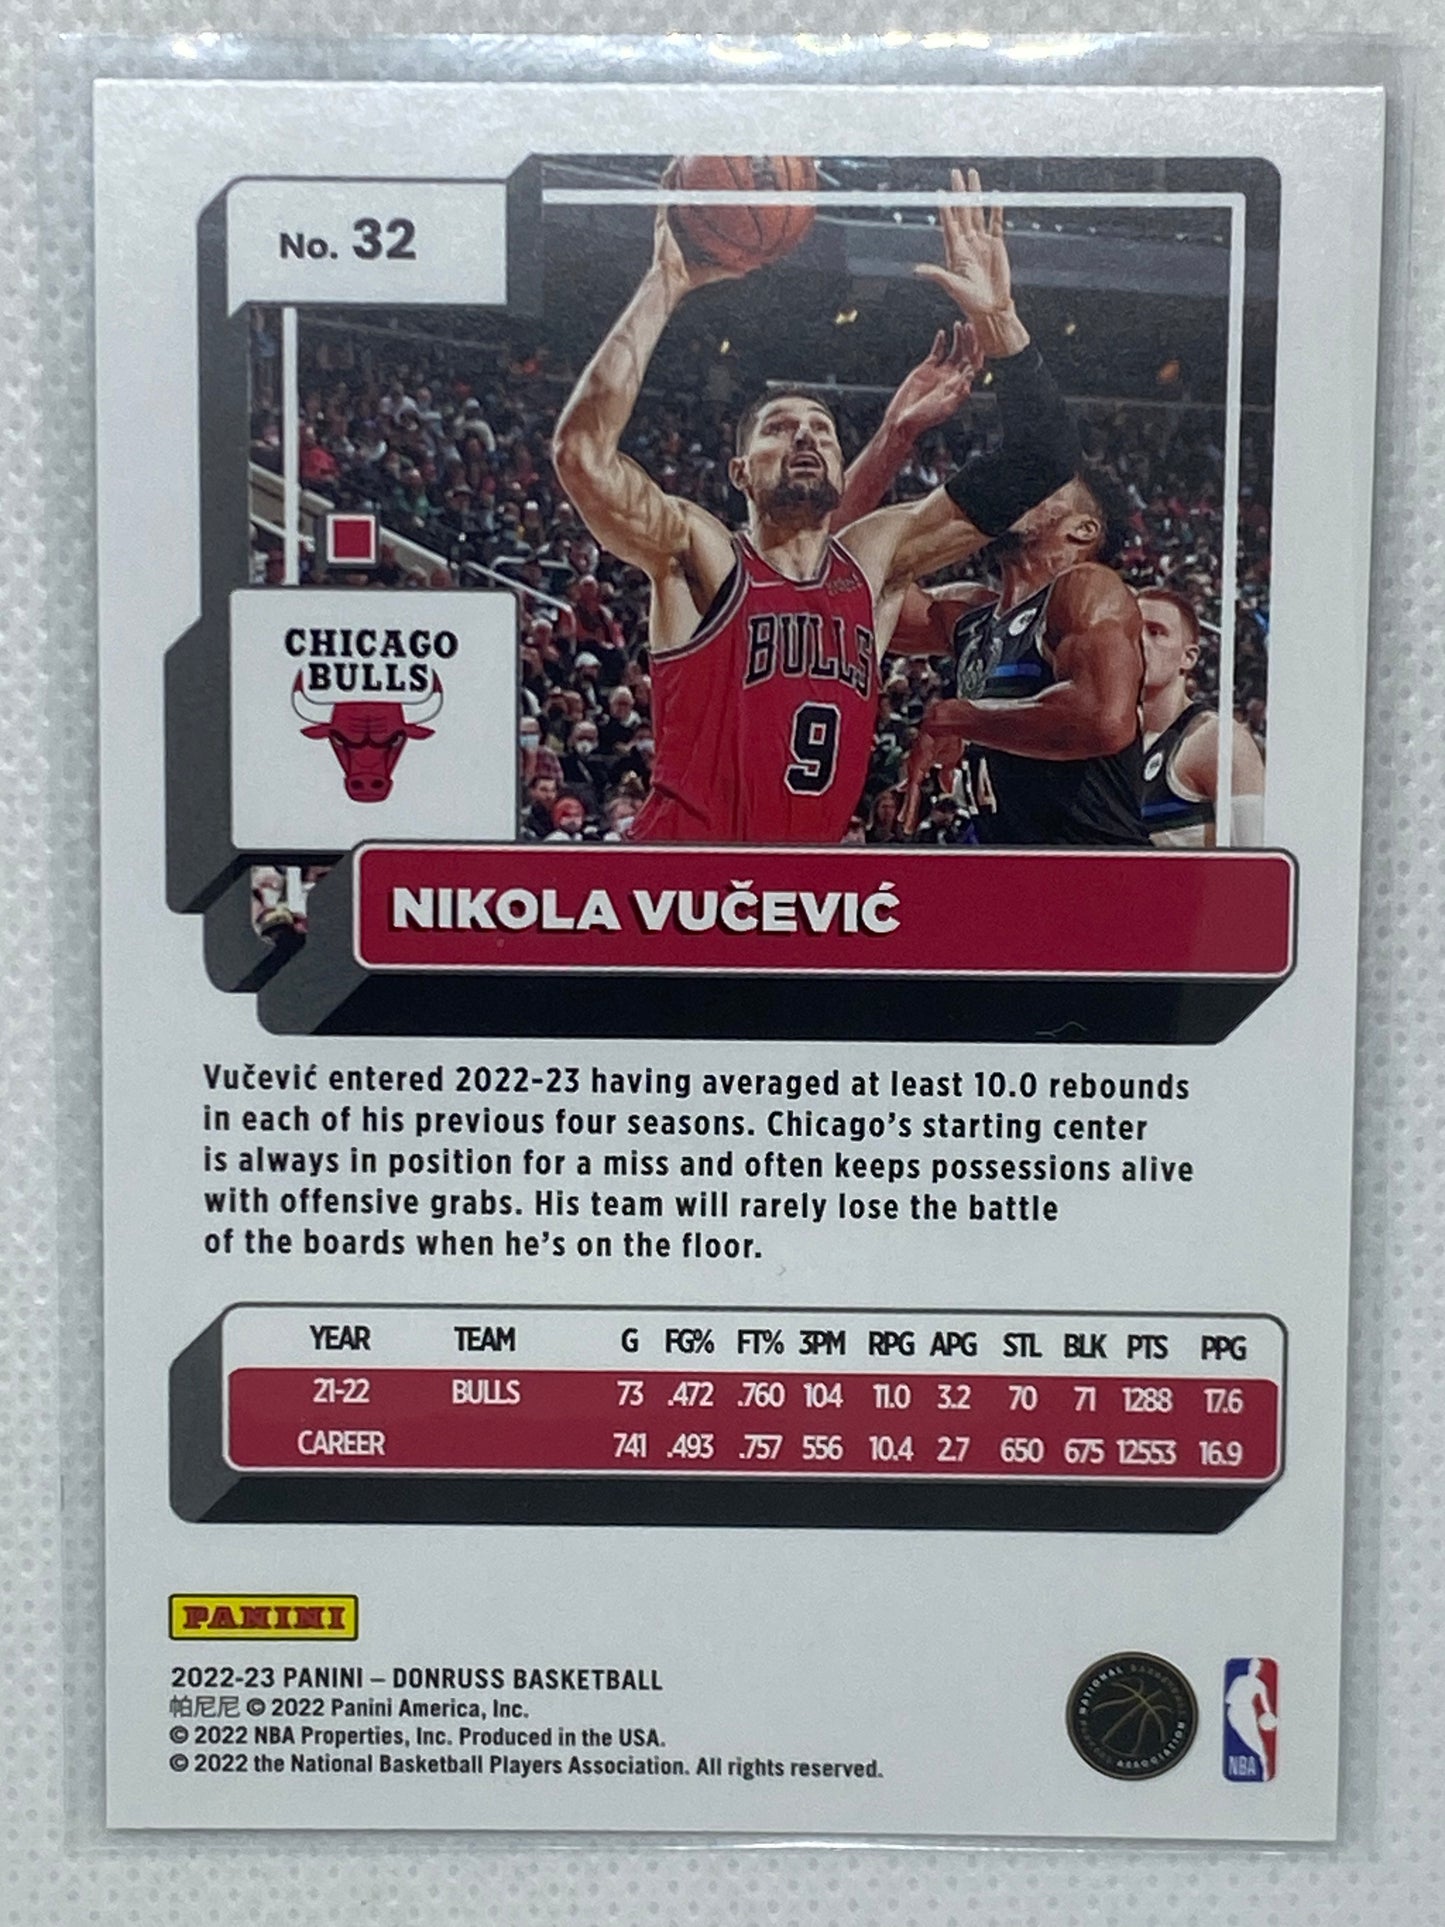 No. 32
CHICAGO
BULLS
BULLS
9
NIKOLA VUČEVIĆ
Vučević entered 2022-23 having averaged at least 10.0 rebounds
in each of his previous four seasons. Chicago's starting center
is always in position for a miss and often keeps possessions alive
with offensive grabs. His team will rarely lose the battle
of the boards when he's on the floor.
YEAR TEAM G FG% FT% 3PM RPG APG STL BLK PTS PPG
21-22 BULLS 73 .472 .760 104 11.0 3.2 70 71 1288 17.6
CAREER 741 .493 .757 556 10.4 2.7 650 675 12553 16.9
PANINI
2022-23 PANINI – DONRUSS BASKETBALL
帕尼尼 © 2022 Panini America, Inc.
© 2022 NBA Properties, Inc. Produced in the USA.
© 2022 the National Basketball Players Association. All rights reserved.
NATIONAL BASKETBALL PLAYERS ASSOCIATION
NBA